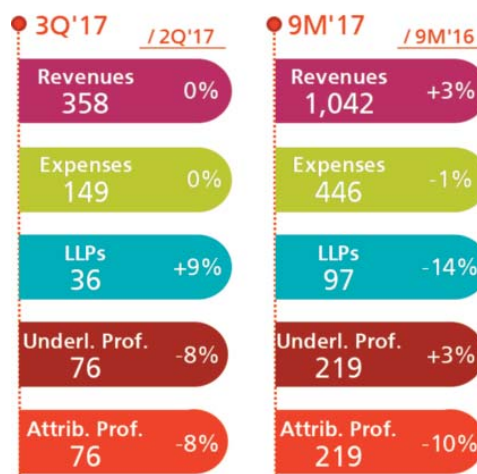 3Q'17
/ 2Q'17
Revenues
358
0%
Expenses
149
0%
LLPs
36
+9%
Underl. Prof.
76
-8%
Attrib. Prof.
76
-8%
9M'17
/ 9M'16
Revenues
1,042
+3%
Expenses
446
-1%
LLPs
97
-14%
Underl. Prof.
219
+3%
Attrib. Prof.
219
-10%